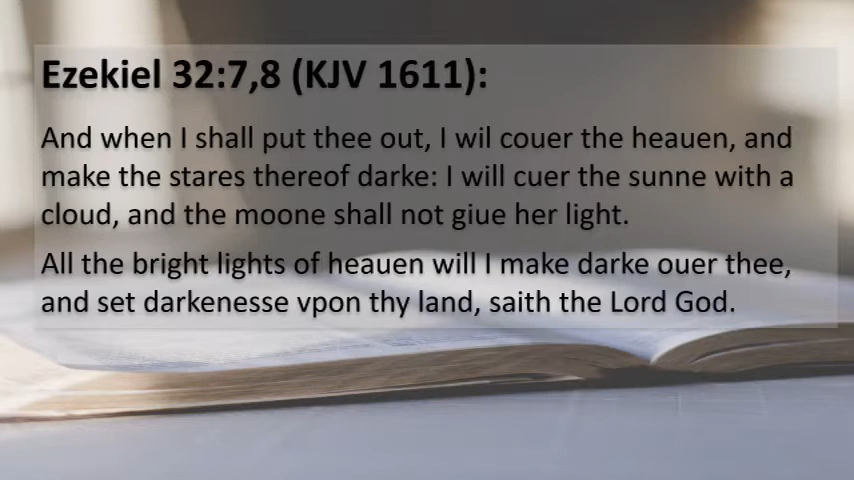 Ezekiel 32:7,8 (KJV 1611):
And when I shall put thee out, I wil couer the heauen, and
make the stares thereof darke: I will cuer the sunne with a
cloud, and the moone shall not giue her light.
All the bright lights of heauen will I make darke ouer thee,
and set darkenesse vpon thy land, saith the Lord God.